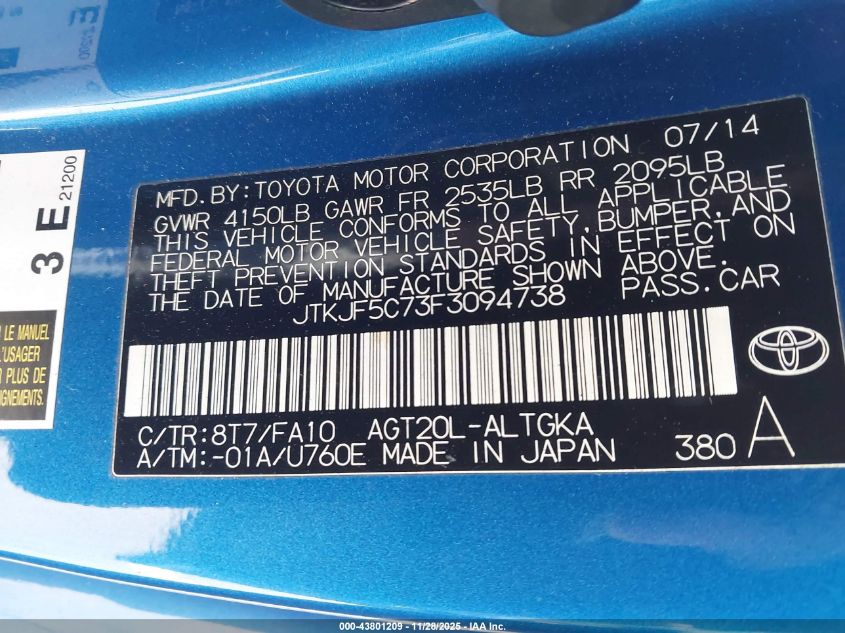 MFD. BY: TOYOTA MOTOR CORPORATION 07/14
GVWR 4150LB GAWR FR 2535LB RR 2095LB
THIS VEHICLE CONFORMS TO ALL APPLICABLE
FEDERAL MOTOR VEHICLE SAFETY, BUMPER, AND
THEFT PREVENTION STANDARDS IN EFFECT ON
THE DATE OF MANUFACTURE SHOWN ABOVE.
JTKJF5C73F3094738 PASS. CAR
C/TR: 8T7/FA10 AGT20L-ALTGKA
A/TM: -01A/U760E MADE IN JAPAN 380 A
3 E
21200
LE MANUEL
L'USAGER
PLUS DE
000-43801209 - 11/28/2025 - IAA Inc.